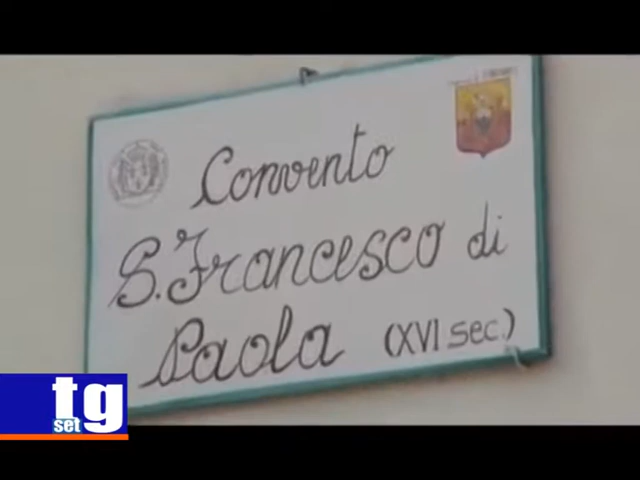 Convento
S. Francesco di
Paola (XVI sec.)
tg
set